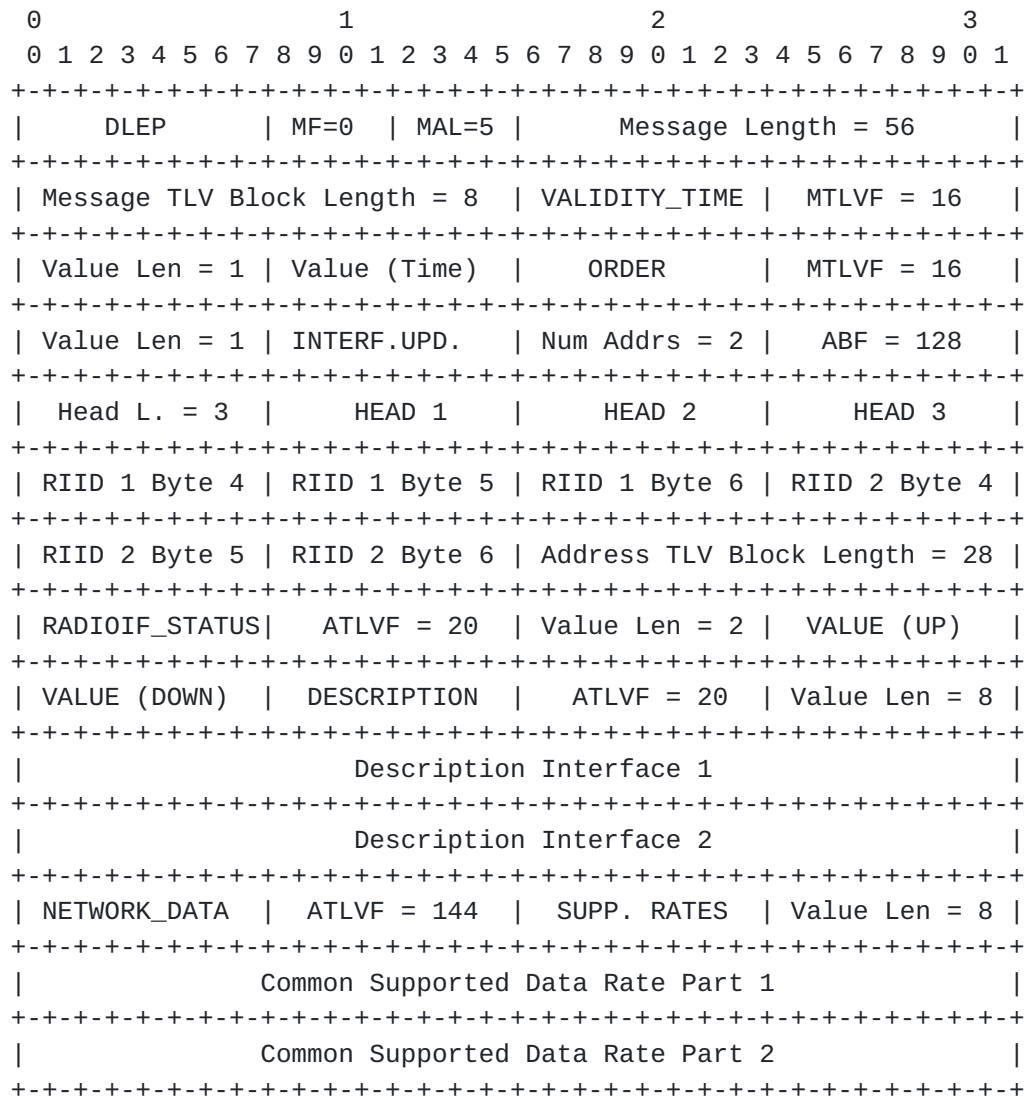 0                   1                   2                   3
 0 1 2 3 4 5 6 7 8 9 0 1 2 3 4 5 6 7 8 9 0 1 2 3 4 5 6 7 8 9 0 1
+-+-+-+-+-+-+-+-+-+-+-+-+-+-+-+-+-+-+-+-+-+-+-+-+-+-+-+-+-+-+-+-+
|     DLEP      | MF=0  | MAL=5 |      Message Length = 56      |
+-+-+-+-+-+-+-+-+-+-+-+-+-+-+-+-+-+-+-+-+-+-+-+-+-+-+-+-+-+-+-+-+
| Message TLV Block Length = 8  | VALIDITY_TIME |  MTLVF = 16   |
+-+-+-+-+-+-+-+-+-+-+-+-+-+-+-+-+-+-+-+-+-+-+-+-+-+-+-+-+-+-+-+-+
| Value Len = 1 | Value (Time)  |    ORDER      |  MTLVF = 16   |
+-+-+-+-+-+-+-+-+-+-+-+-+-+-+-+-+-+-+-+-+-+-+-+-+-+-+-+-+-+-+-+-+
| Value Len = 1 | INTERF.UPD.   | Num Addrs = 2 |   ABF = 128   |
+-+-+-+-+-+-+-+-+-+-+-+-+-+-+-+-+-+-+-+-+-+-+-+-+-+-+-+-+-+-+-+-+
|  Head L. = 3  |     HEAD 1    |     HEAD 2    |     HEAD 3    |
+-+-+-+-+-+-+-+-+-+-+-+-+-+-+-+-+-+-+-+-+-+-+-+-+-+-+-+-+-+-+-+-+
| RIID 1 Byte 4 | RIID 1 Byte 5 | RIID 1 Byte 6 | RIID 2 Byte 4 |
+-+-+-+-+-+-+-+-+-+-+-+-+-+-+-+-+-+-+-+-+-+-+-+-+-+-+-+-+-+-+-+-+
| RIID 2 Byte 5 | RIID 2 Byte 6 | Address TLV Block Length = 28 |
+-+-+-+-+-+-+-+-+-+-+-+-+-+-+-+-+-+-+-+-+-+-+-+-+-+-+-+-+-+-+-+-+
| RADIOIF_STATUS|   ATLVF = 20  | Value Len = 2 |  VALUE (UP)   |
+-+-+-+-+-+-+-+-+-+-+-+-+-+-+-+-+-+-+-+-+-+-+-+-+-+-+-+-+-+-+-+-+
| VALUE (DOWN)  |  DESCRIPTION  |   ATLVF = 20  | Value Len = 8 |
+-+-+-+-+-+-+-+-+-+-+-+-+-+-+-+-+-+-+-+-+-+-+-+-+-+-+-+-+-+-+-+-+
|                     Description Interface 1                   |
+-+-+-+-+-+-+-+-+-+-+-+-+-+-+-+-+-+-+-+-+-+-+-+-+-+-+-+-+-+-+-+-+
|                     Description Interface 2                   |
+-+-+-+-+-+-+-+-+-+-+-+-+-+-+-+-+-+-+-+-+-+-+-+-+-+-+-+-+-+-+-+-+
| NETWORK_DATA  |  ATLVF = 144  |  SUPP. RATES  | Value Len = 8 |
+-+-+-+-+-+-+-+-+-+-+-+-+-+-+-+-+-+-+-+-+-+-+-+-+-+-+-+-+-+-+-+-+
|               Common Supported Data Rate Part 1               |
+-+-+-+-+-+-+-+-+-+-+-+-+-+-+-+-+-+-+-+-+-+-+-+-+-+-+-+-+-+-+-+-+
|               Common Supported Data Rate Part 2               |
+-+-+-+-+-+-+-+-+-+-+-+-+-+-+-+-+-+-+-+-+-+-+-+-+-+-+-+-+-+-+-+-+